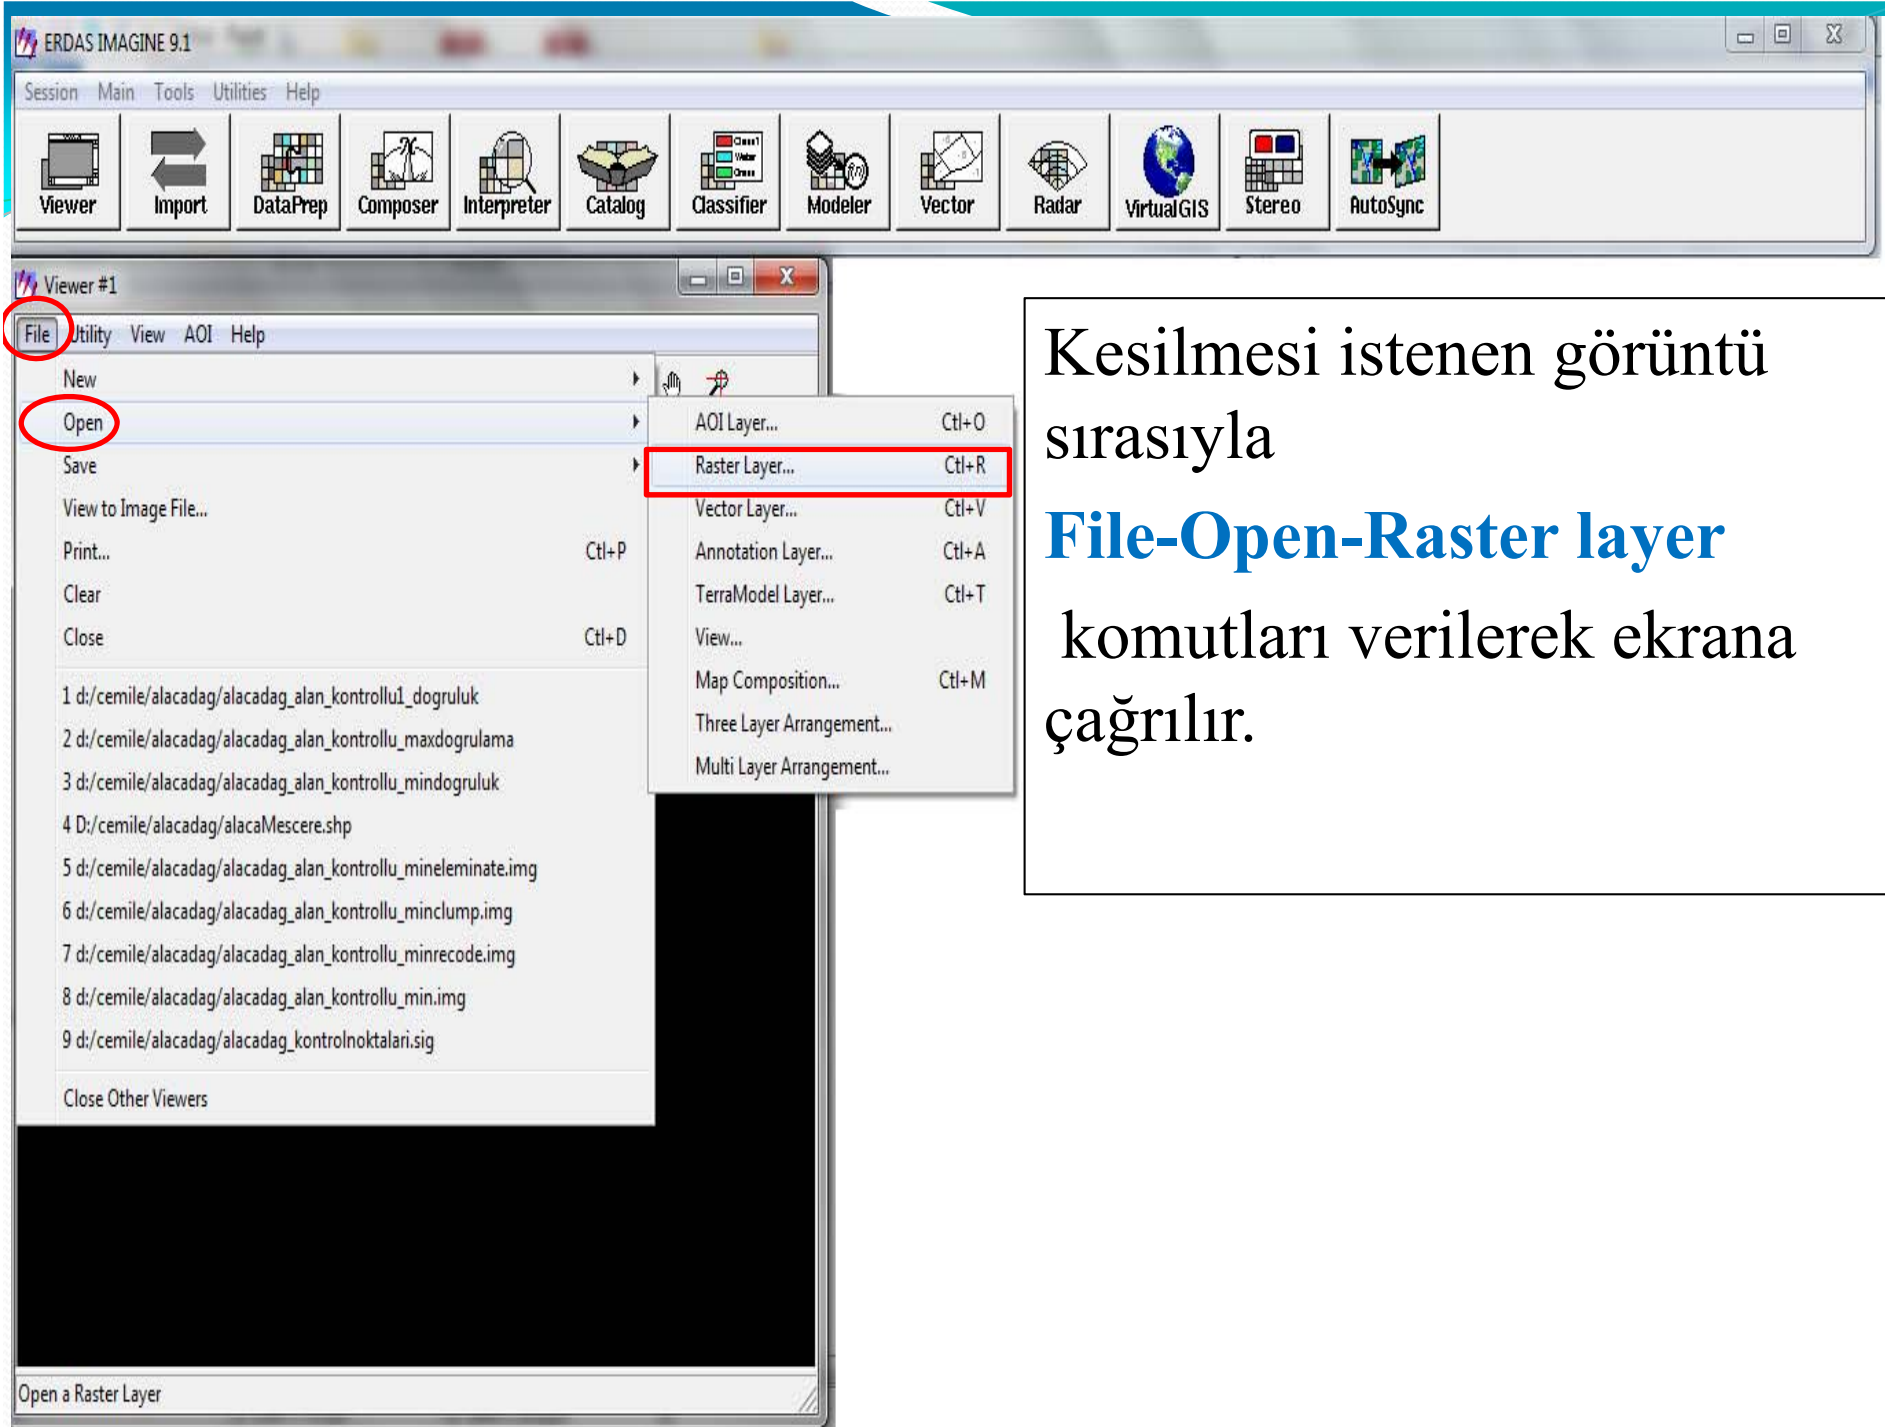 ERDAS IMAGINE 9.1
Session Main Tools Utilities Help
Viewer Import DataPrep Composer Interpreter Catalog Classifier Modeler Vector Radar VirtualGIS Stereo AutoSync
Viewer #1
File Utility View AOI Help
New
Open
Save
View to Image File...
Print... Ctl+P
Clear
Close Ctl+D
1 d:/cemile/alacadag/alacadag_alan_kontrollu1_dogruluk
2 d:/cemile/alacadag/alacadag_alan_kontrollu_maxdogrulama
3 d:/cemile/alacadag/alacadag_alan_kontrollu_mindogruluk
4 D:/cemile/alacadag/alacaMescere.shp
5 d:/cemile/alacadag/alacadag_alan_kontrollu_mineleminate.img
6 d:/cemile/alacadag/alacadag_alan_kontrollu_minclump.img
7 d:/cemile/alacadag/alacadag_alan_kontrollu_minrecode.img
8 d:/cemile/alacadag/alacadag_alan_kontrollu_min.img
9 d:/cemile/alacadag/alacadag_kontrolnoktalari.sig
Close Other Viewers
AOI Layer... Ctl+O
Raster Layer... Ctl+R
Vector Layer... Ctl+V
Annotation Layer... Ctl+A
TerraModel Layer... Ctl+T
View...
Map Composition... Ctl+M
Three Layer Arrangement...
Multi Layer Arrangement...
Open a Raster Layer
Kesilmesi istenen görüntü
sırasıyla
File-Open-Raster layer
komutları verilerek ekrana
çağrılır.